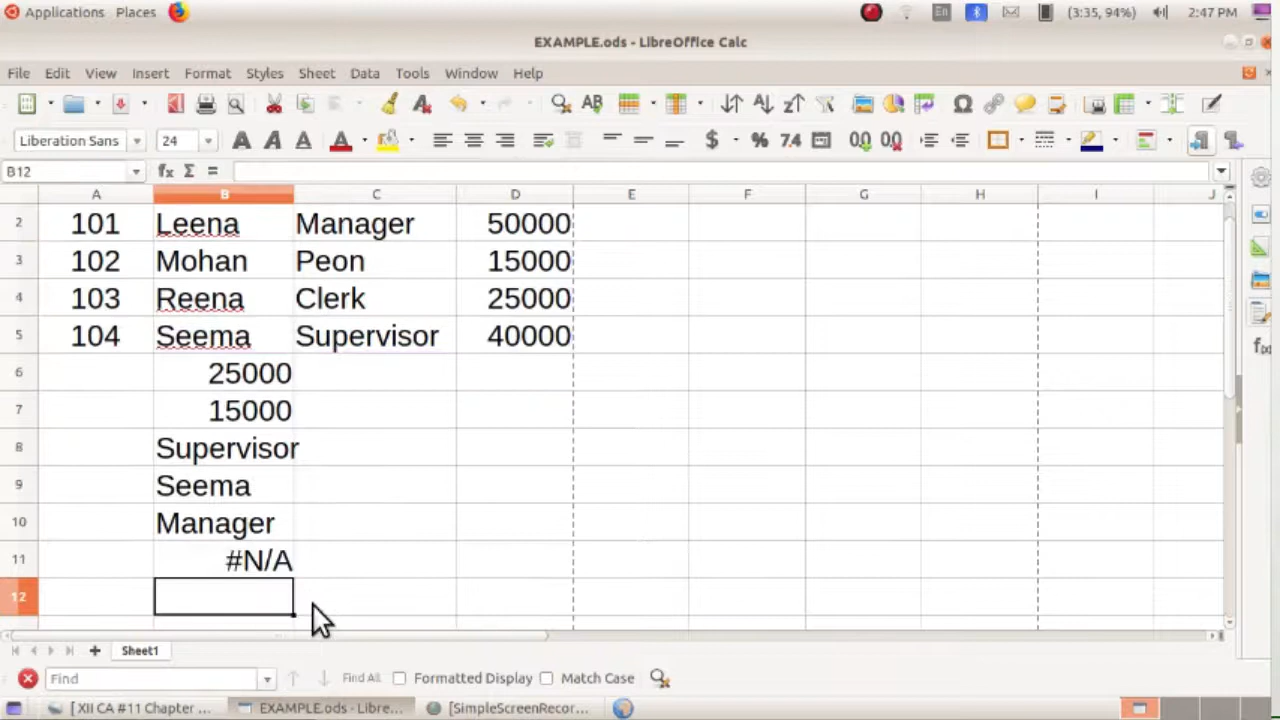 Applications Places En (3:35, 94%) 2:47 PM
EXAMPLE.ods - LibreOffice Calc
File Edit View Insert Format Styles Sheet Data Tools Window Help
Liberation Sans 24
B12
A B C D E F G H I J
2 101 Leena Manager 50000
3 102 Mohan Peon 15000
4 103 Reena Clerk 25000
5 104 Seema Supervisor 40000
6 25000
7 15000
8 Supervisor
9 Seema
10 Manager
11 #N/A
12
Sheet1
Find Find All Formatted Display Match Case
[ XII CA #11 Chapter ... EXAMPLE.ods - Libre... [SimpleScreenRecor...